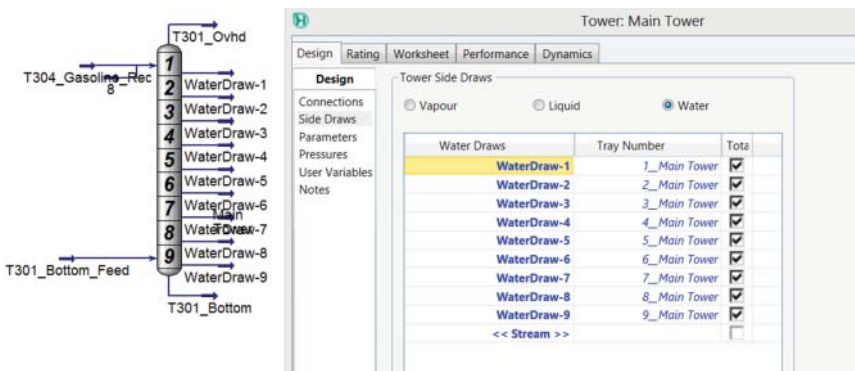 T301_Ovhd
1
T304_Gasoline_Rec
8
2
WaterDraw-1
3
WaterDraw-2
4
WaterDraw-3
5
WaterDraw-4
6
WaterDraw-5
7
WaterDraw-6
Main
Tower
8
WaterDraw-7
9
WaterDraw-8
T301_Bottom_Feed
WaterDraw-9
T301_Bottom
Tower: Main Tower
Design Rating Worksheet Performance Dynamics
Design
Connections
Side Draws
Parameters
Pressures
User Variables
Notes
Tower Side Draws
Vapour Liquid Water
Water Draws Tray Number Tota
WaterDraw-1 1__Main Tower
WaterDraw-2 2__Main Tower
WaterDraw-3 3__Main Tower
WaterDraw-4 4__Main Tower
WaterDraw-5 5__Main Tower
WaterDraw-6 6__Main Tower
WaterDraw-7 7__Main Tower
WaterDraw-8 8__Main Tower
WaterDraw-9 9__Main Tower
<< Stream >>